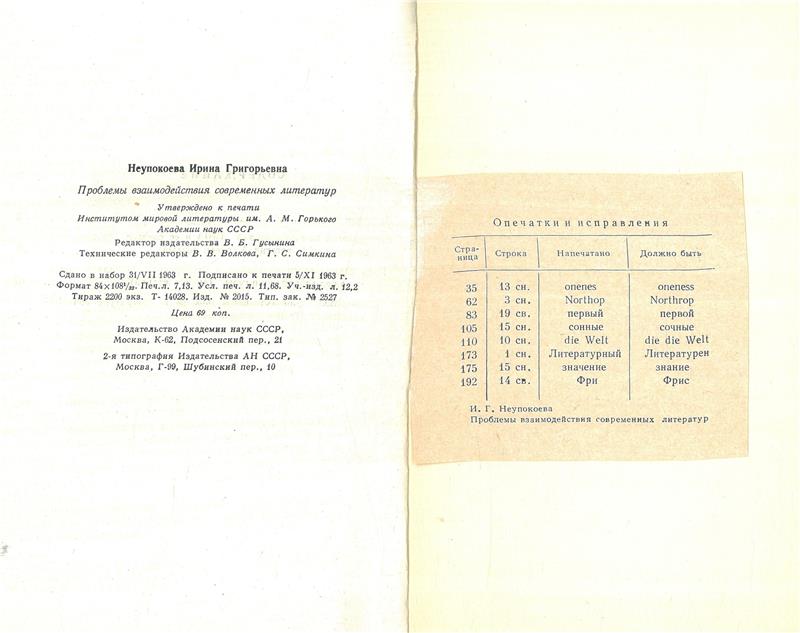 Неупокоева Ирина Григорьевна
Проблемы взаимодействия современных литератур
Утверждено к печати
Институтом мировой литературы им. А. М. Горького
Академии наук СССР
Редактор издательства В. Б. Гусынина
Технические редакторы В. В. Волкова, Г. С. Симкина
Сдано в набор 31/VII 1963 г. Подписано к печати 5/XI 1963 г.
Формат 84×108¹/₃₂. Печ.л. 7,13. Усл. печ. л. 11,68. Уч.-изд. л. 12,2
Тираж 2200 экз. Т- 14028. Изд. № 2015. Тип. зак. № 2527
Цена 69 коп.
Издательство Академии наук СССР,
Москва, К-62, Подсосенский пер., 21
2-я типография Издательства АН СССР,
Москва, Г-99, Шубинский пер., 10
Опечатки и исправления
Стра-
ница Строка Напечатано Должно быть
35 13 сн. onenes oneness
62 3 сн. Northop Northrop
83 19 св. первый первой
105 15 сн. сонные сочные
110 10 сн. die Welt die die Welt
173 1 сн. Литературный Литературен
175 15 сн. значение знание
192 14 св. Фри Фрис
И. Г. Неупокоева
Проблемы взаимодействия современных литератур